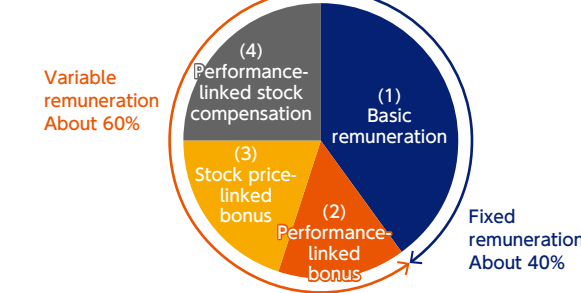 (4)
Performance-
linked stock
compensation
(1)
Basic
remuneration
(3)
Stock price-
linked
bonus
(2)
Performance-
linked
bonus
Variable
remuneration
About 60%
Fixed
remuneration
About 40%